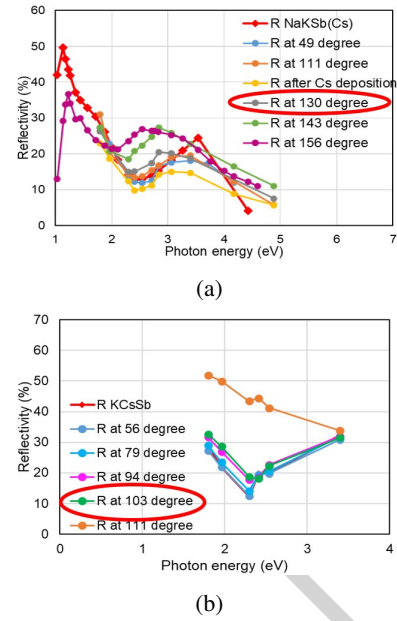 60
50
40
30
20
10
0
Reflectivity (%)
R NaKSb(Cs)
R at 49 degree
R at 111 degree
R after Cs deposition
R at 130 degree
R at 143 degree
R at 156 degree
1 2 3 4 5 6 7
Photon energy (eV)
(a)
70
60
50
40
30
20
10
0
Reflectivity (%)
R KCsSb
R at 56 degree
R at 79 degree
R at 94 degree
R at 103 degree
R at 111 degree
0 1 2 3 4
Photon energy (eV)
(b)